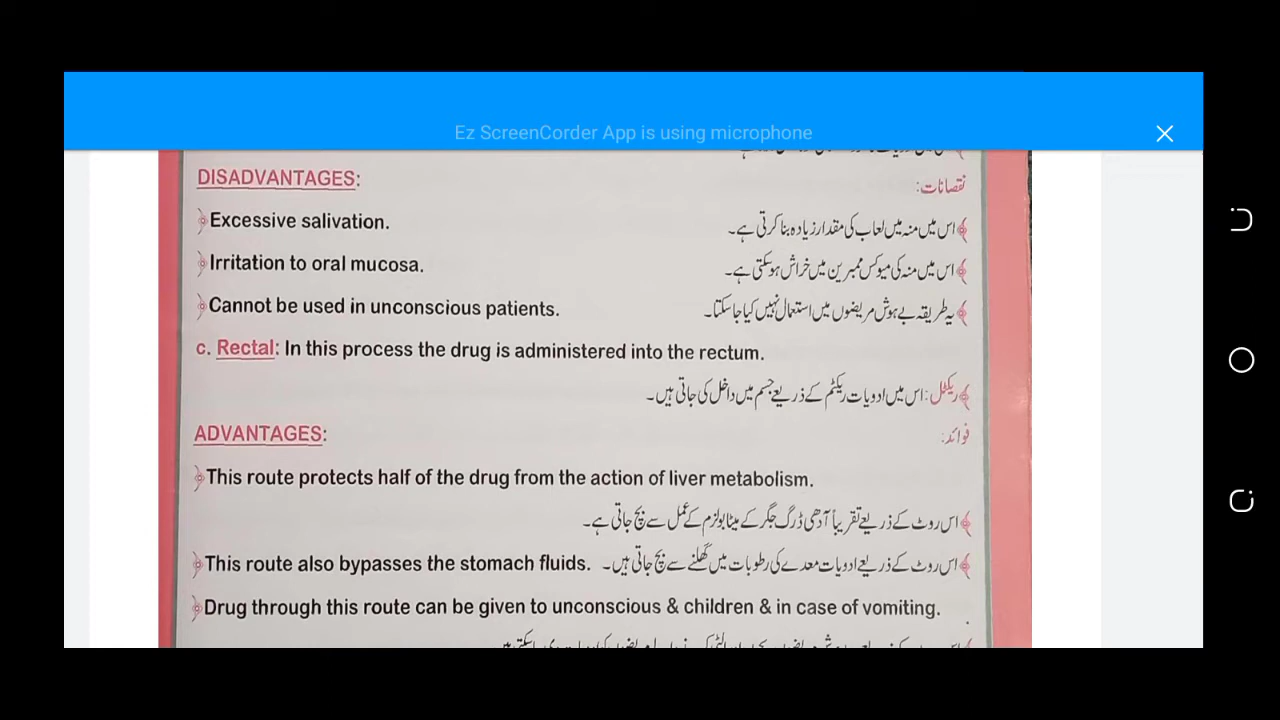 Ez ScreenCorder App is using microphone
DISADVANTAGES: نقصانات:
Excessive salivation. اس میں منہ میں لعاب کی مقدار زیادہ بنا کرتی ہے۔
Irritation to oral mucosa. اس میں منہ کی میوکس ممبرین میں خراش ہوسکتی ہے۔
Cannot be used in unconscious patients. یہ طریقہ بے ہوش مریضوں میں استعمال نہیں کیا جاسکتا۔
c. Rectal: In this process the drug is administered into the rectum.
ریکٹل: اس میں ادویات ریکٹم کے ذریعے جسم میں داخل کی جاتی ہیں۔
ADVANTAGES: فوائد:
This route protects half of the drug from the action of liver metabolism.
اس روٹ کے ذریعے تقریباً آدھی ڈرگ جگر کے میٹابولزم کے عمل سے بچ جاتی ہے۔
This route also bypasses the stomach fluids. اس روٹ کے ذریعے ادویات معدے کی رطوبات میں گھلنے سے بچ جاتی ہیں۔
Drug through this route can be given to unconscious & children & in case of vomiting.